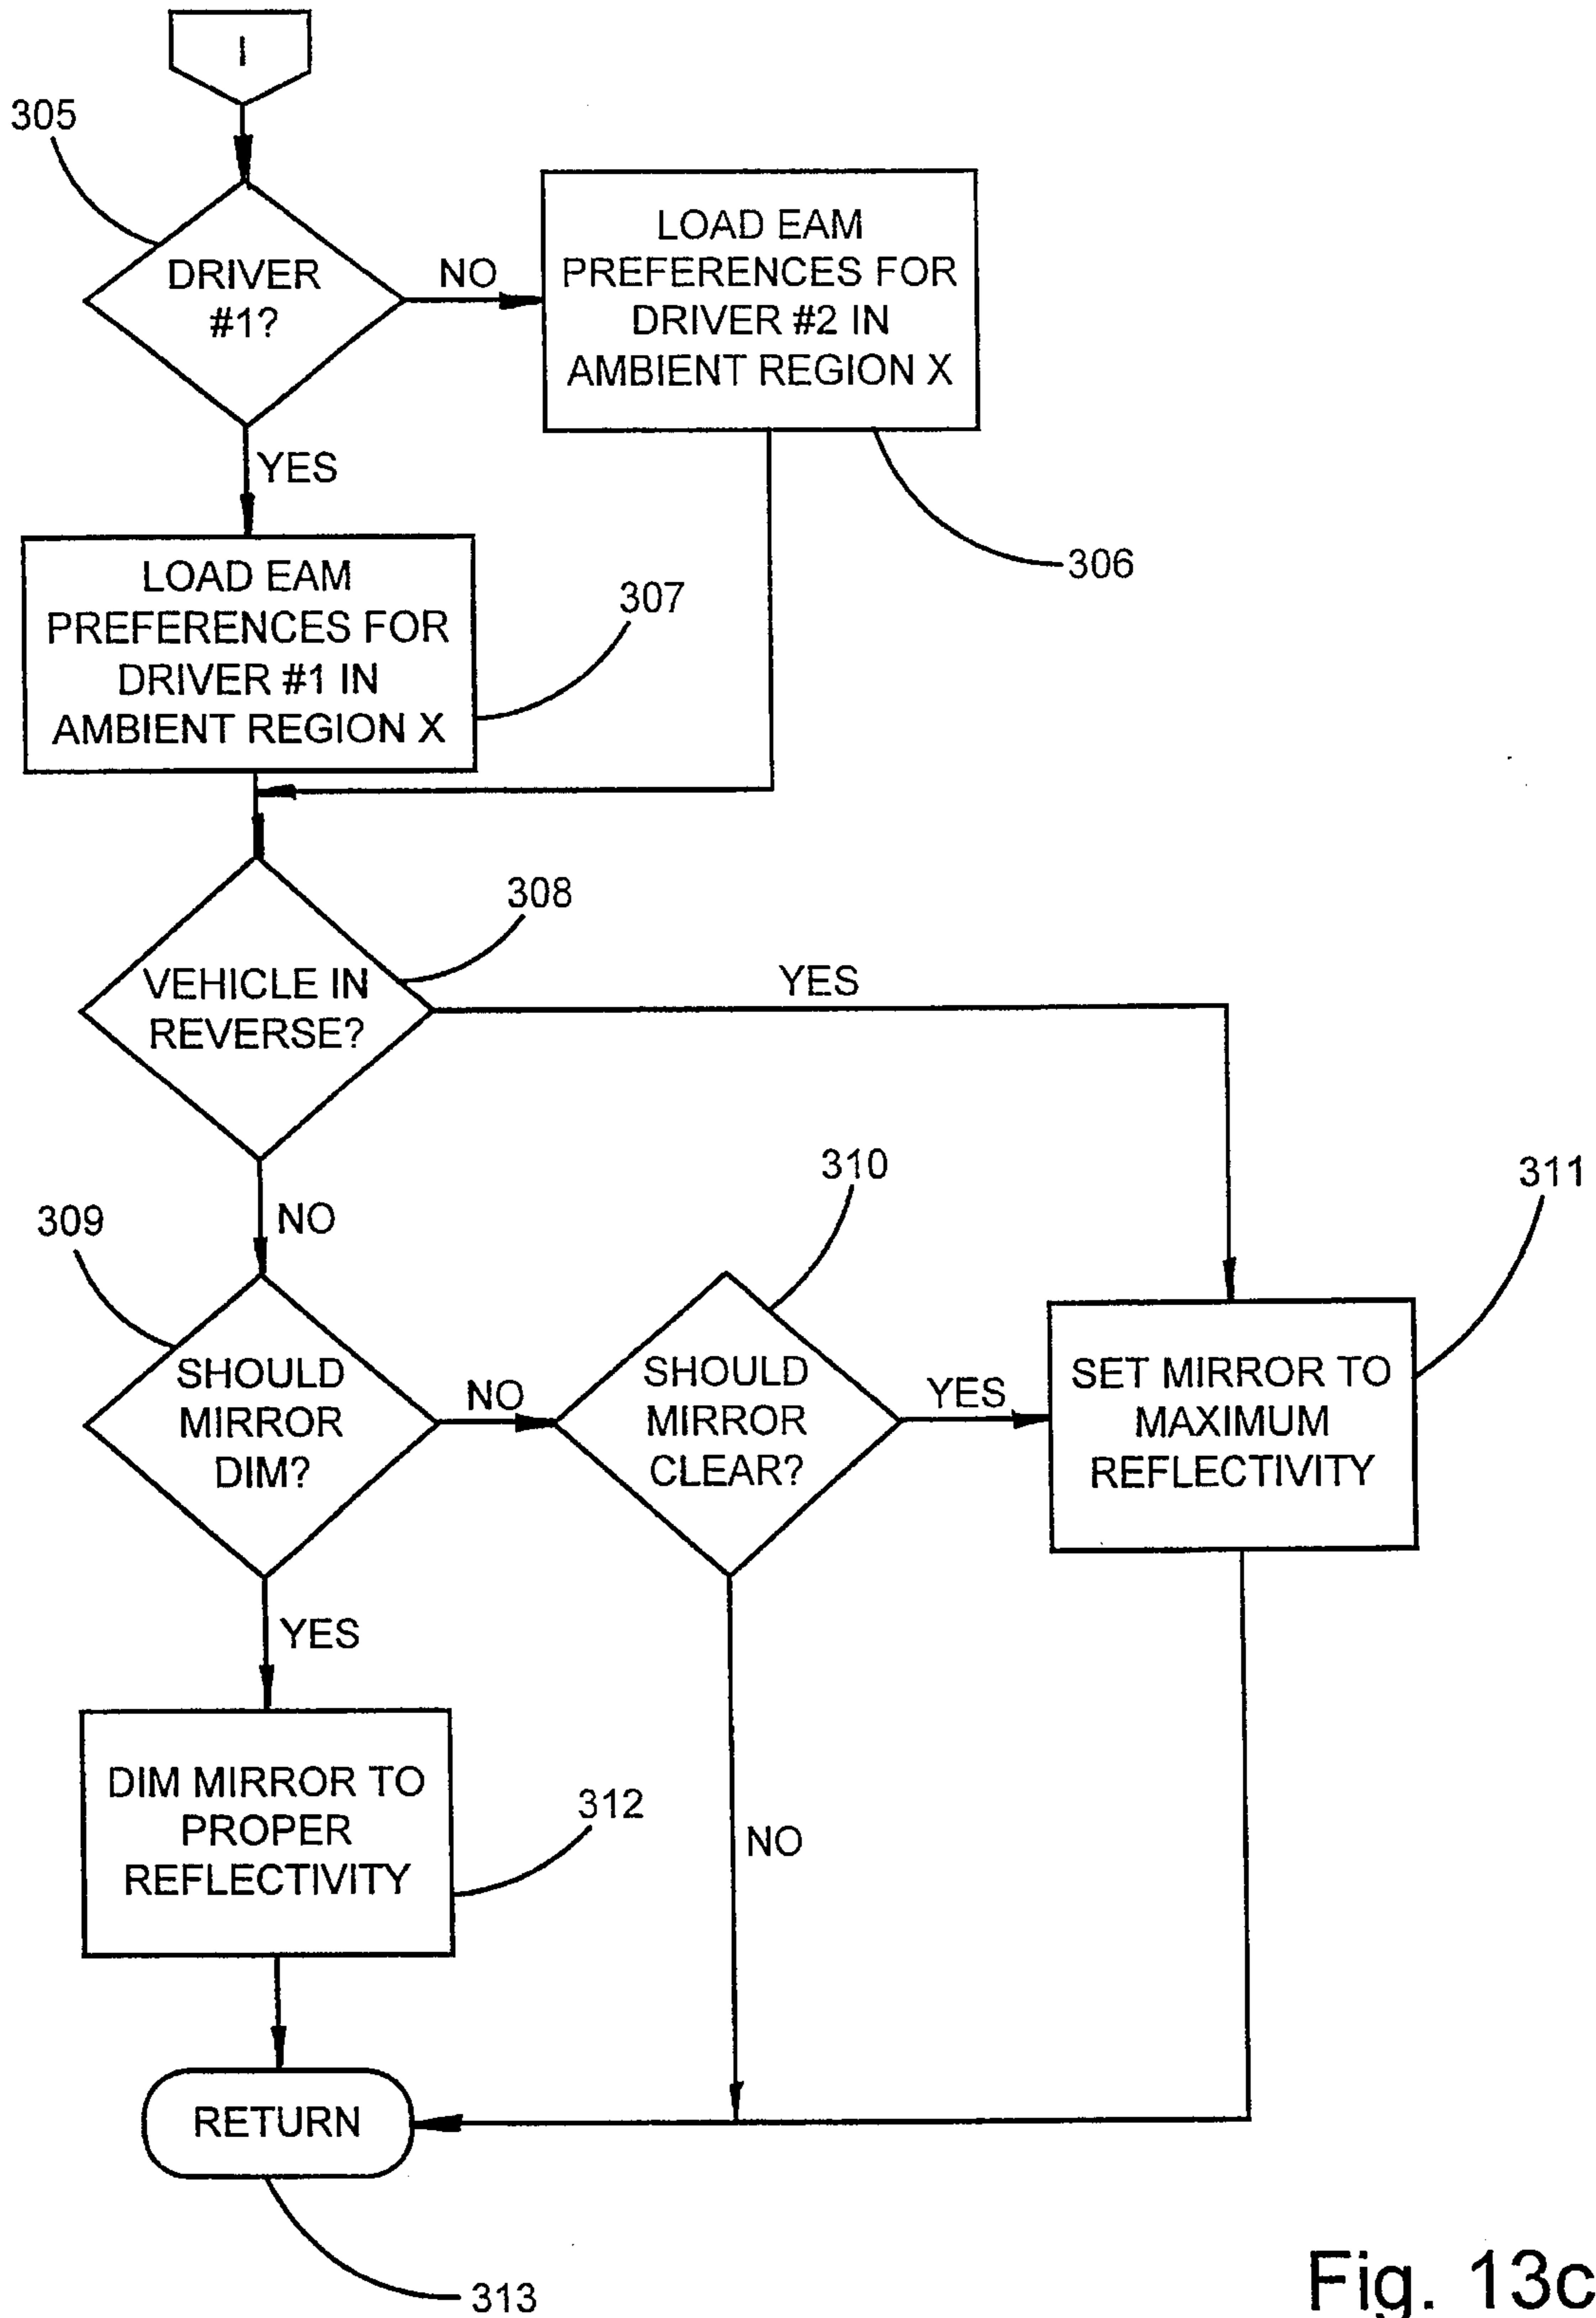 I
305
DRIVER
#1?
NO
LOAD EAM
PREFERENCES FOR
DRIVER #2 IN
AMBIENT REGION X
306
YES
LOAD EAM
PREFERENCES FOR
DRIVER #1 IN
AMBIENT REGION X
307
308
VEHICLE IN
REVERSE?
YES
NO
309
SHOULD
MIRROR
DIM?
NO
310
SHOULD
MIRROR
CLEAR?
YES
311
SET MIRROR TO
MAXIMUM
REFLECTIVITY
YES
DIM MIRROR TO
PROPER
REFLECTIVITY
312
NO
RETURN
313
Fig. 13c